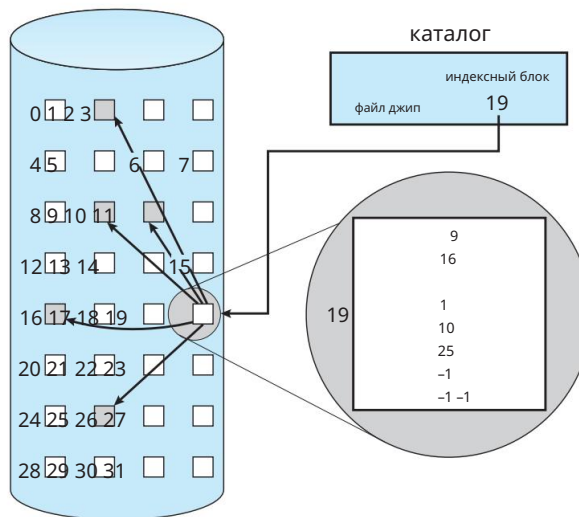 каталог
индексный блок
файл джип 19
0 1 2 3
4 5 6 7
8 9 10 11
12 13 14 15
16 17 18 19
20 21 22 23
24 25 26 27
28 29 30 31
19
9
16
1
10
25
–1
–1 –1